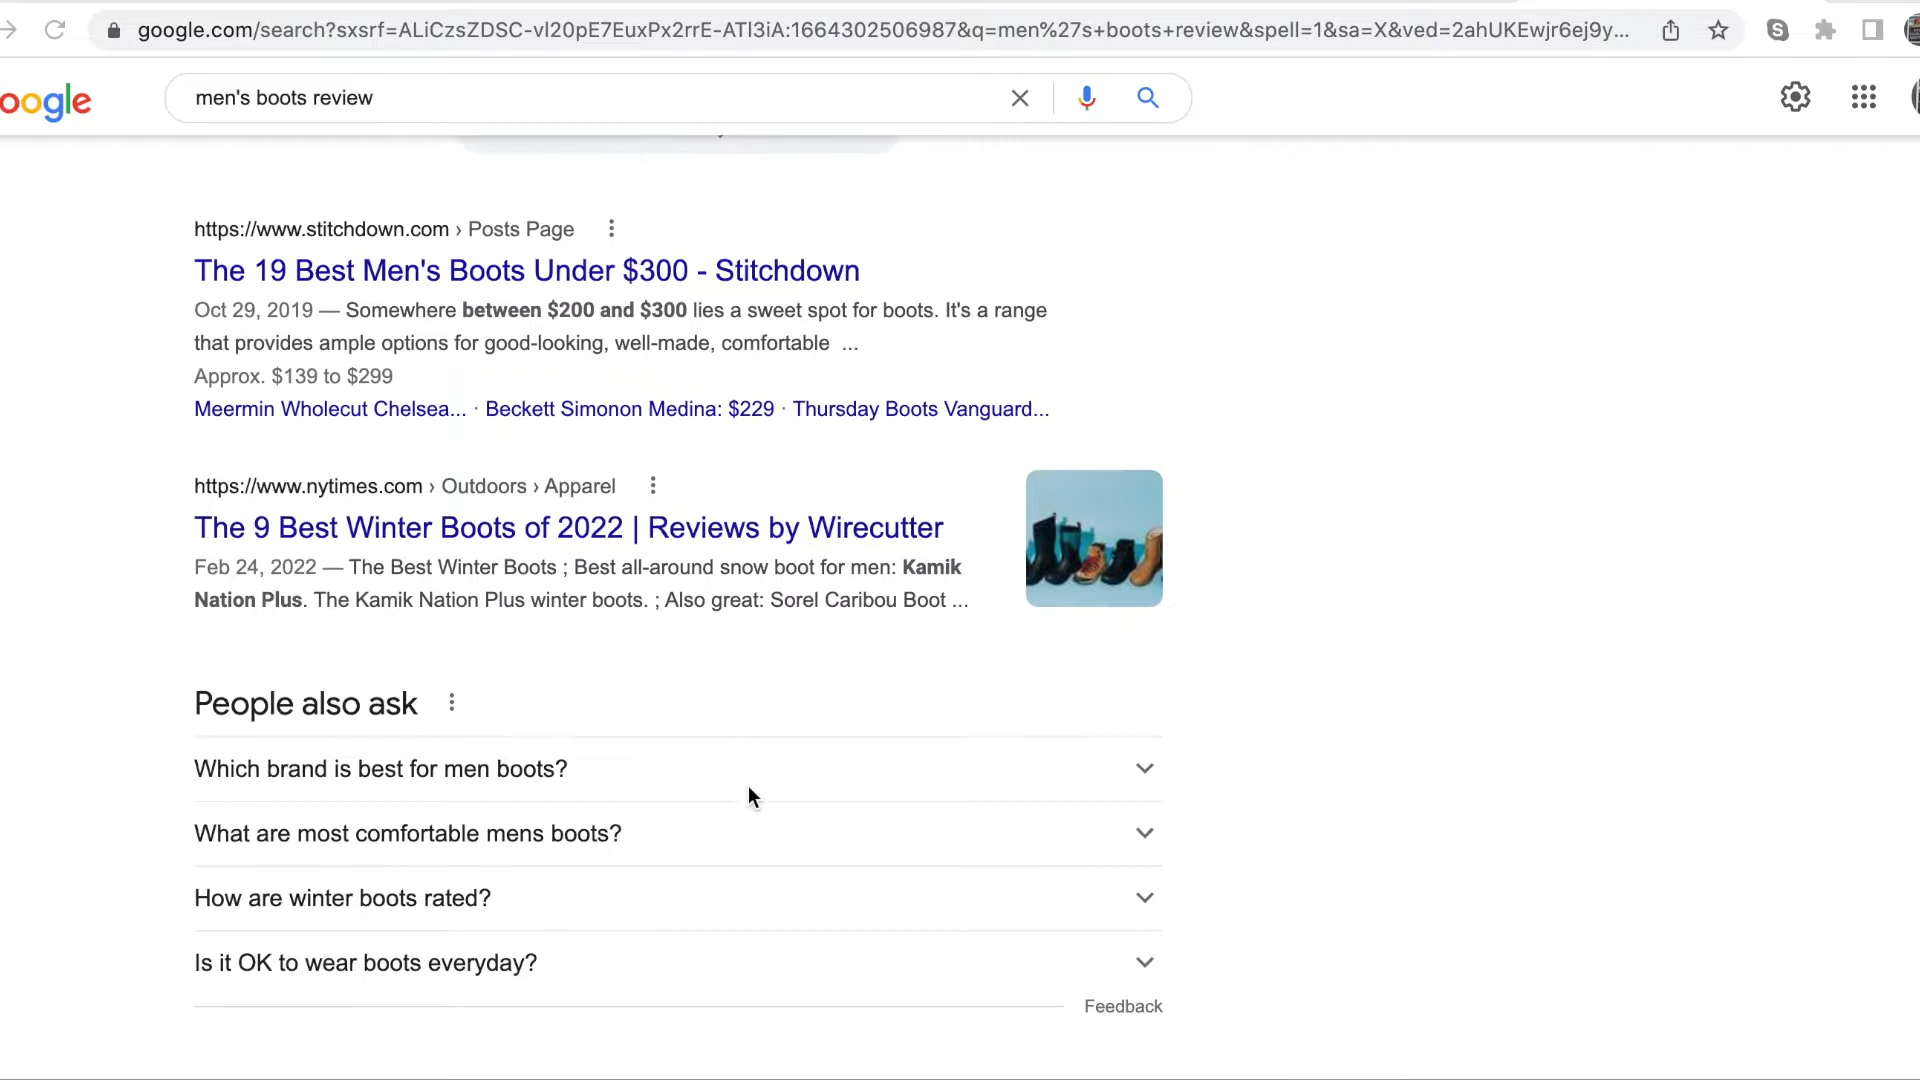 google.com/search?sxsrf=ALiCzsZDSC-vl20pE7EuxPx2rrE-ATl3iA:1664302506987&q=men%27s+boots+review&spell=1&sa=X&ved=2ahUKEwjr6ej9y...
oogle
men's boots review
https://www.stitchdown.com › Posts Page
The 19 Best Men's Boots Under $300 - Stitchdown
Oct 29, 2019 — Somewhere between $200 and $300 lies a sweet spot for boots. It's a range
that provides ample options for good-looking, well-made, comfortable ...
Approx. $139 to $299
Meermin Wholecut Chelsea... · Beckett Simonon Medina: $229 · Thursday Boots Vanguard...
https://www.nytimes.com › Outdoors › Apparel
The 9 Best Winter Boots of 2022 | Reviews by Wirecutter
Feb 24, 2022 — The Best Winter Boots ; Best all-around snow boot for men: Kamik
Nation Plus. The Kamik Nation Plus winter boots. ; Also great: Sorel Caribou Boot ...
People also ask
Which brand is best for men boots?
What are most comfortable mens boots?
How are winter boots rated?
Is it OK to wear boots everyday?
Feedback